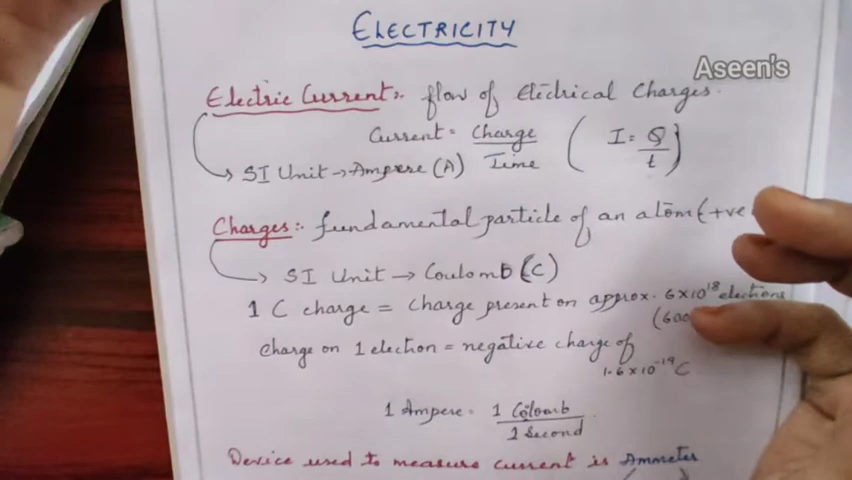 ELECTRICITY
Aseen's
Electric Current:- flow of Electrical Charges.
Current = Charge / Time ( I = Q / t )
SI Unit → Ampere (A)
Charges:- fundamental particle of an atom (+ve
SI Unit → Coulomb (C)
1 C charge = Charge present on approx. 6×10¹⁸ electrons
(600
Charge on 1 electron = negative charge of
1.6×10⁻¹⁹ C
1 Ampere = 1 Coloumb / 1 Second
Device used to measure current is Ammeter